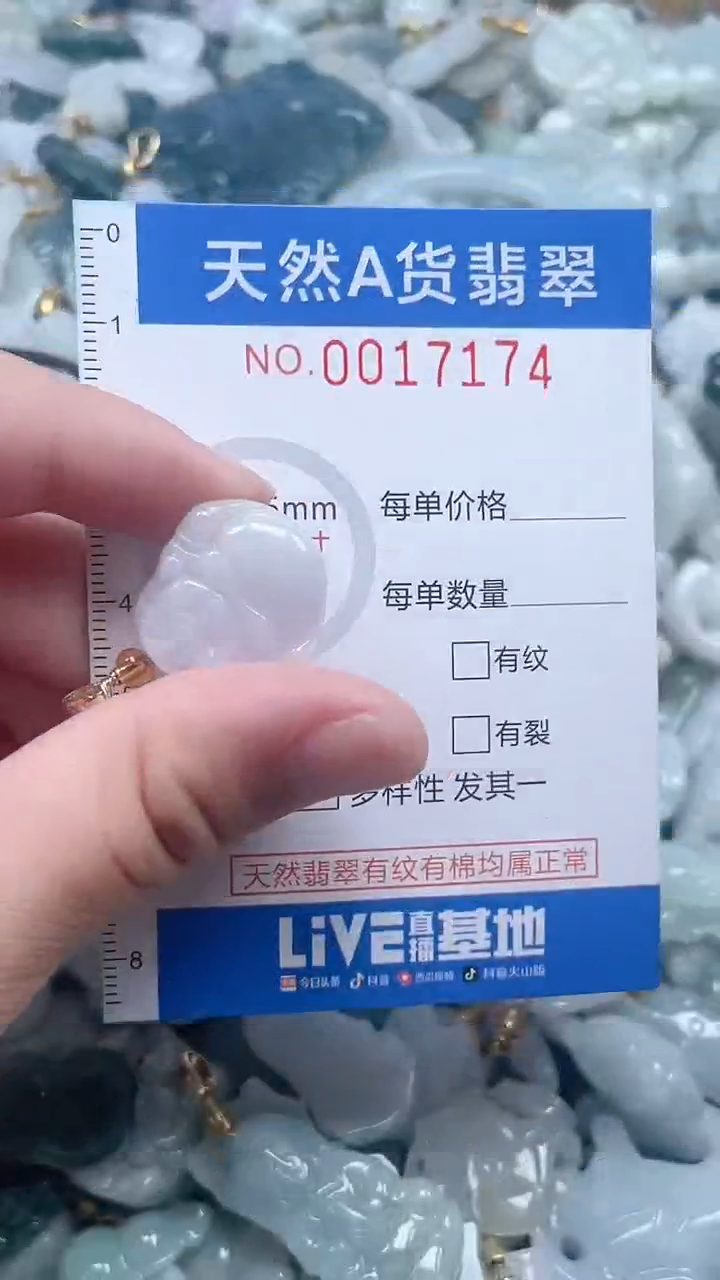 天然A货翡翠
NO.0017174
0
1
5mm
每单价格
4
每单数量
有纹
有裂
多样性 发其一
天然翡翠有纹有棉均属正常
LiVE直播基地
今日头条 抖音 西瓜视频 抖音火山版
8